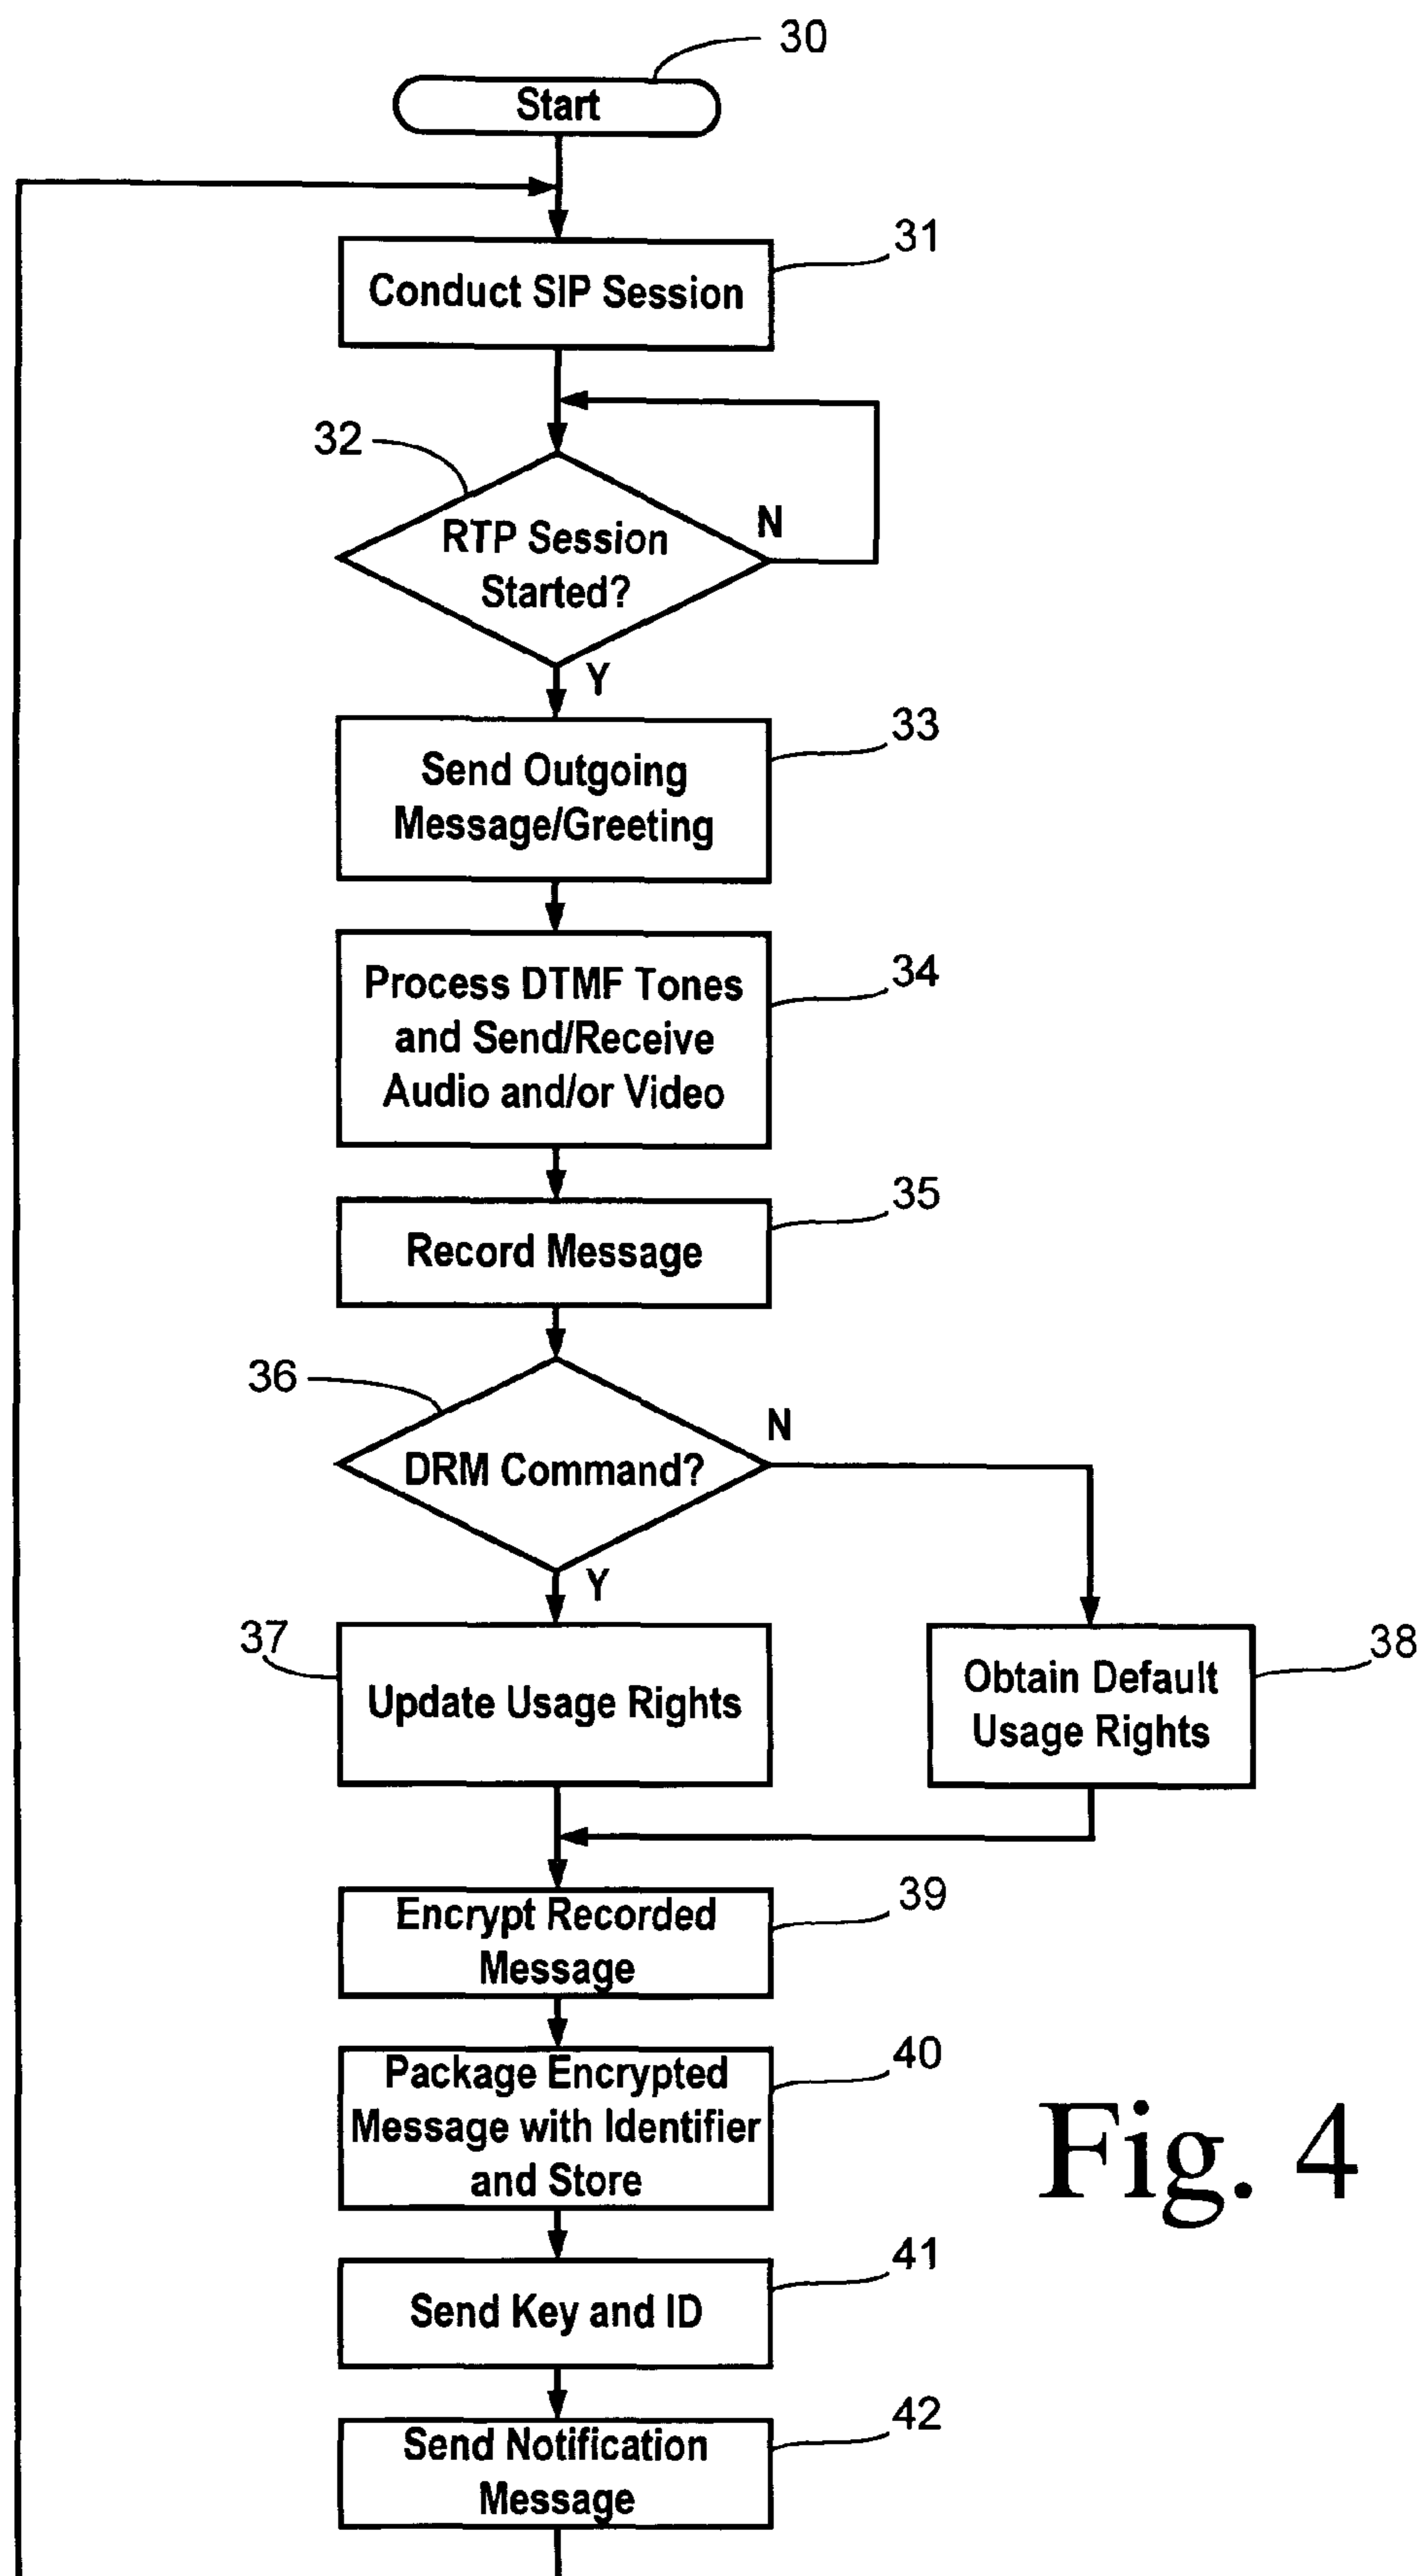 30
Start
31
Conduct SIP Session
32
N
RTP Session
Started?
Y
33
Send Outgoing
Message/Greeting
34
Process DTMF Tones
and Send/Receive
Audio and/or Video
35
Record Message
36
N
DRM Command?
Y
37
Update Usage Rights
38
Obtain Default
Usage Rights
39
Encrypt Recorded
Message
40
Package Encrypted
Message with Identifier
and Store
Fig. 4
41
Send Key and ID
42
Send Notification
Message